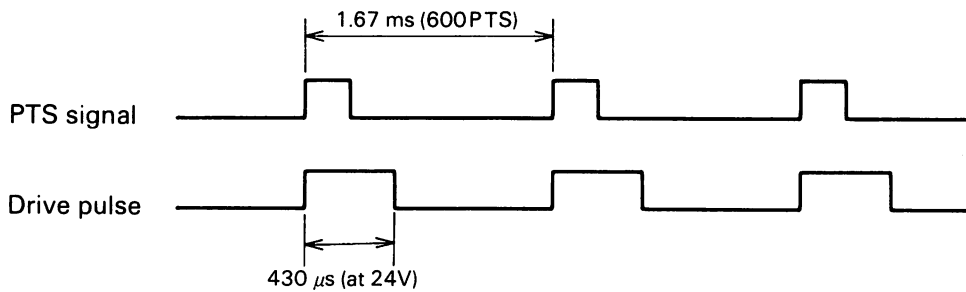 1.67 ms (600PTS)
PTS signal
Drive pulse
430 μs (at 24V)